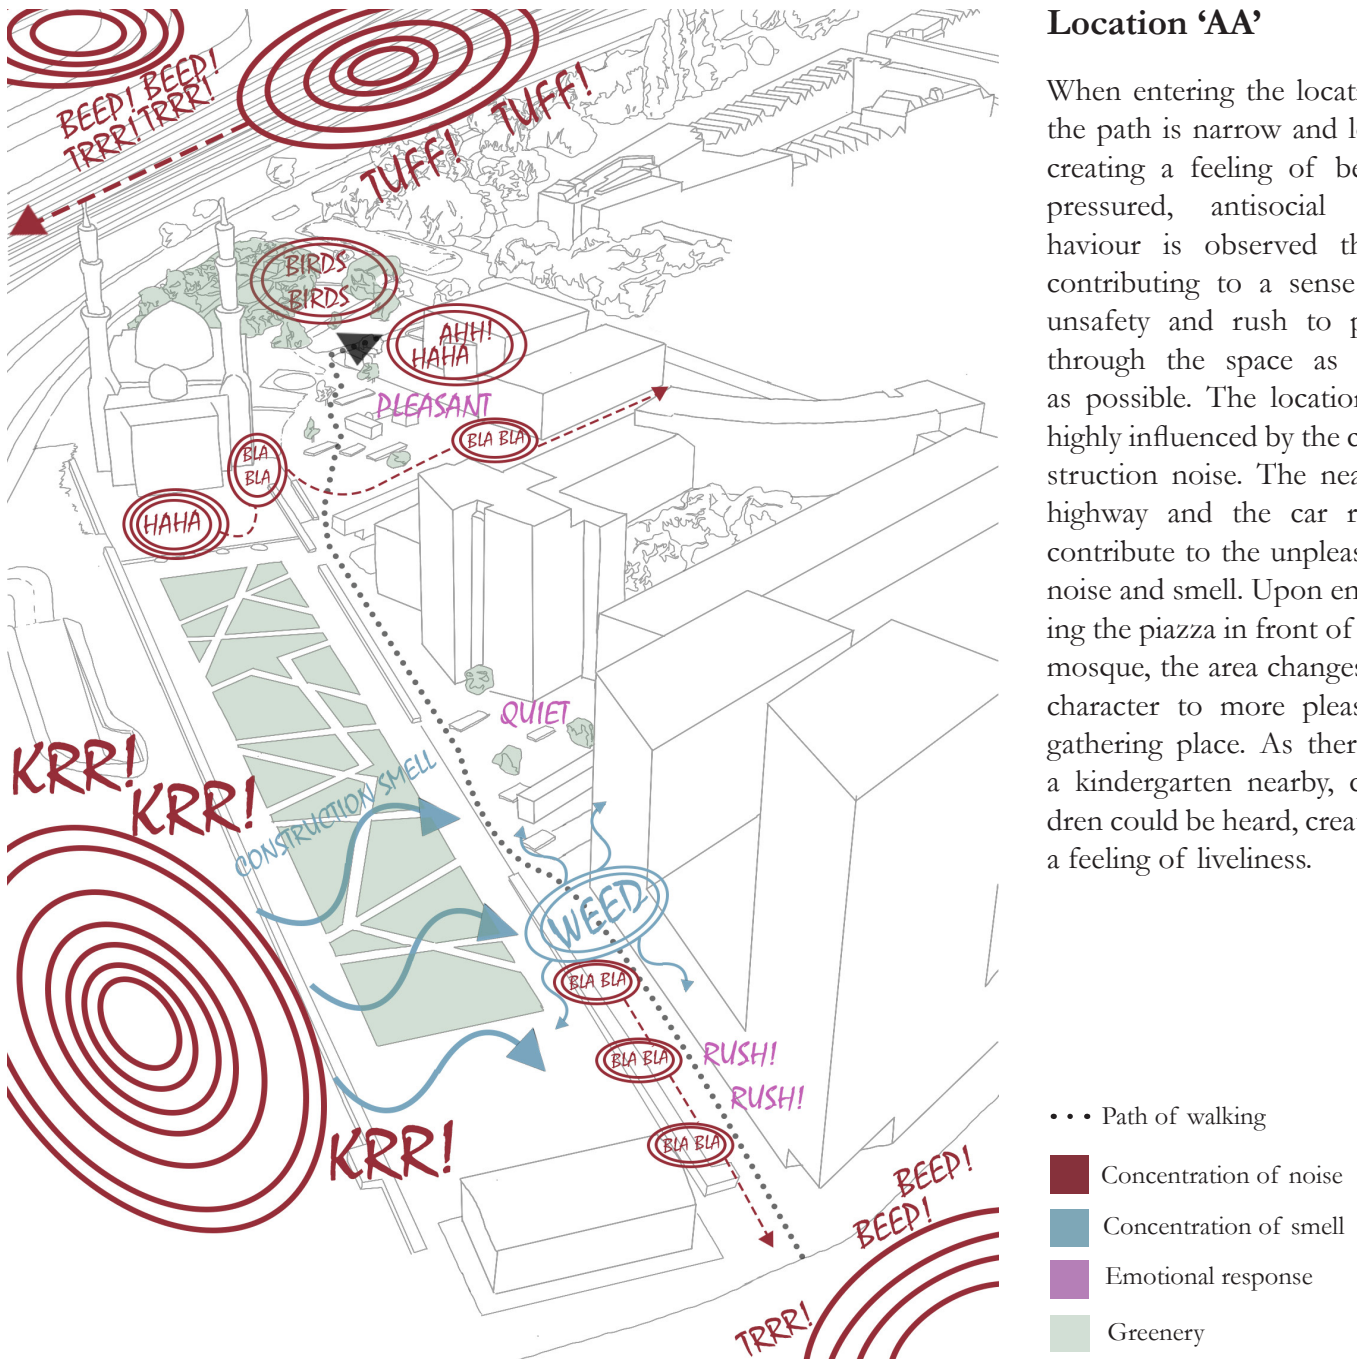 BEEP! BEEP!
TRRR! TRRR!
TUFF! TUFF!
BIRDS
BIRDS
AHH!
HAHA
PLEASANT
BLA BLA
BLA
BLA
HAHA
QUIET
KRR!
KRR!
CONSTRUCTION SMELL
WEED
BLA BLA
BLA BLA
RUSH!
RUSH!
BLA BLA
KRR!
BEEP!
BEEP!
TRRR!
Location ‘AA’
When entering the locati
the path is narrow and l
creating a feeling of be
pressured, antisocial
haviour is observed th
contributing to a sense
unsafety and rush to p
through the space as
as possible. The location
highly influenced by the c
struction noise. The nea
highway and the car r
contribute to the unpleas
noise and smell. Upon en
ing the piazza in front of
mosque, the area changes
character to more pleas
gathering place. As ther
a kindergarten nearby, c
dren could be heard, crea
a feeling of liveliness.
Path of walking
Concentration of noise
Concentration of smell
Emotional response
Greenery